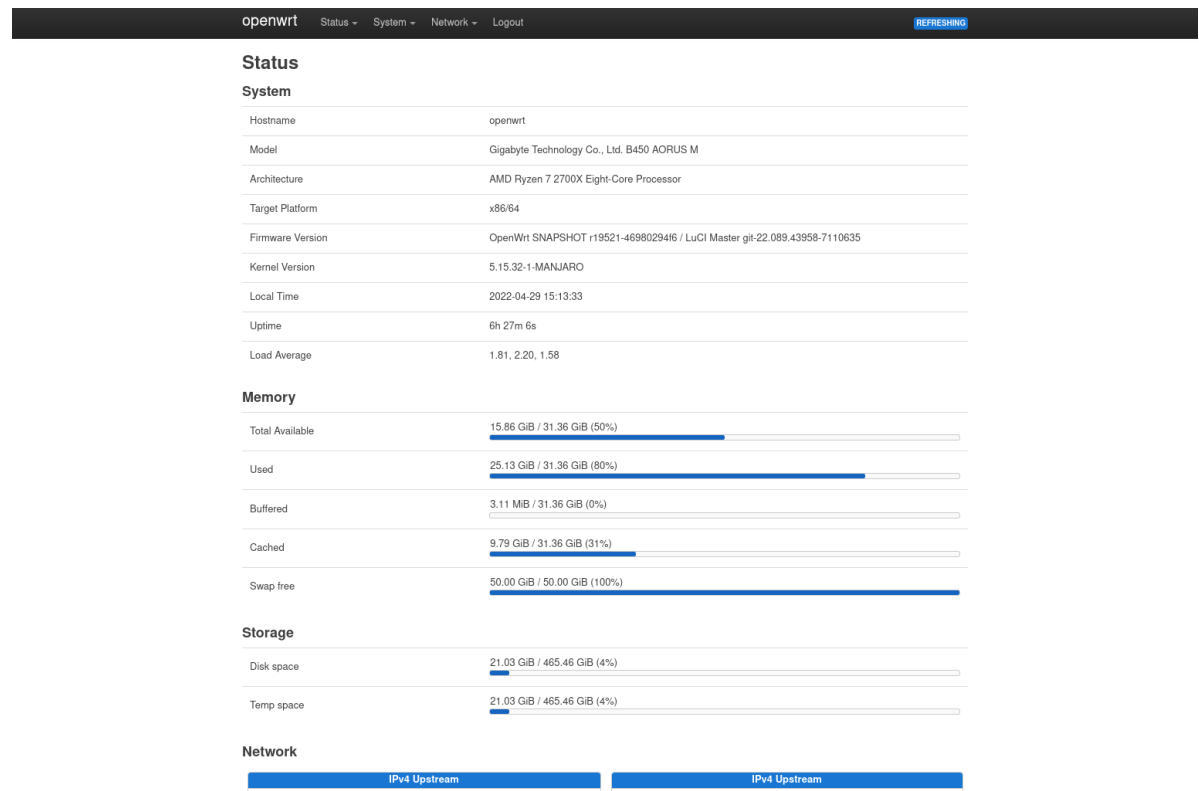 openwrt Status System Network Logout REFRESHING
Status
System
Hostname openwrt
Model Gigabyte Technology Co., Ltd. B450 AORUS M
Architecture AMD Ryzen 7 2700X Eight-Core Processor
Target Platform x86/64
Firmware Version OpenWrt SNAPSHOT r19521-46980294f6 / LuCI Master git-22.089.43958-7110635
Kernel Version 5.15.32-1-MANJARO
Local Time 2022-04-29 15:13:33
Uptime 6h 27m 6s
Load Average 1.81, 2.20, 1.58
Memory
Total Available 15.86 GiB / 31.36 GiB (50%)
Used 25.13 GiB / 31.36 GiB (80%)
Buffered 3.11 MiB / 31.36 GiB (0%)
Cached 9.79 GiB / 31.36 GiB (31%)
Swap free 50.00 GiB / 50.00 GiB (100%)
Storage
Disk space 21.03 GiB / 465.46 GiB (4%)
Temp space 21.03 GiB / 465.46 GiB (4%)
Network
IPv4 Upstream IPv4 Upstream